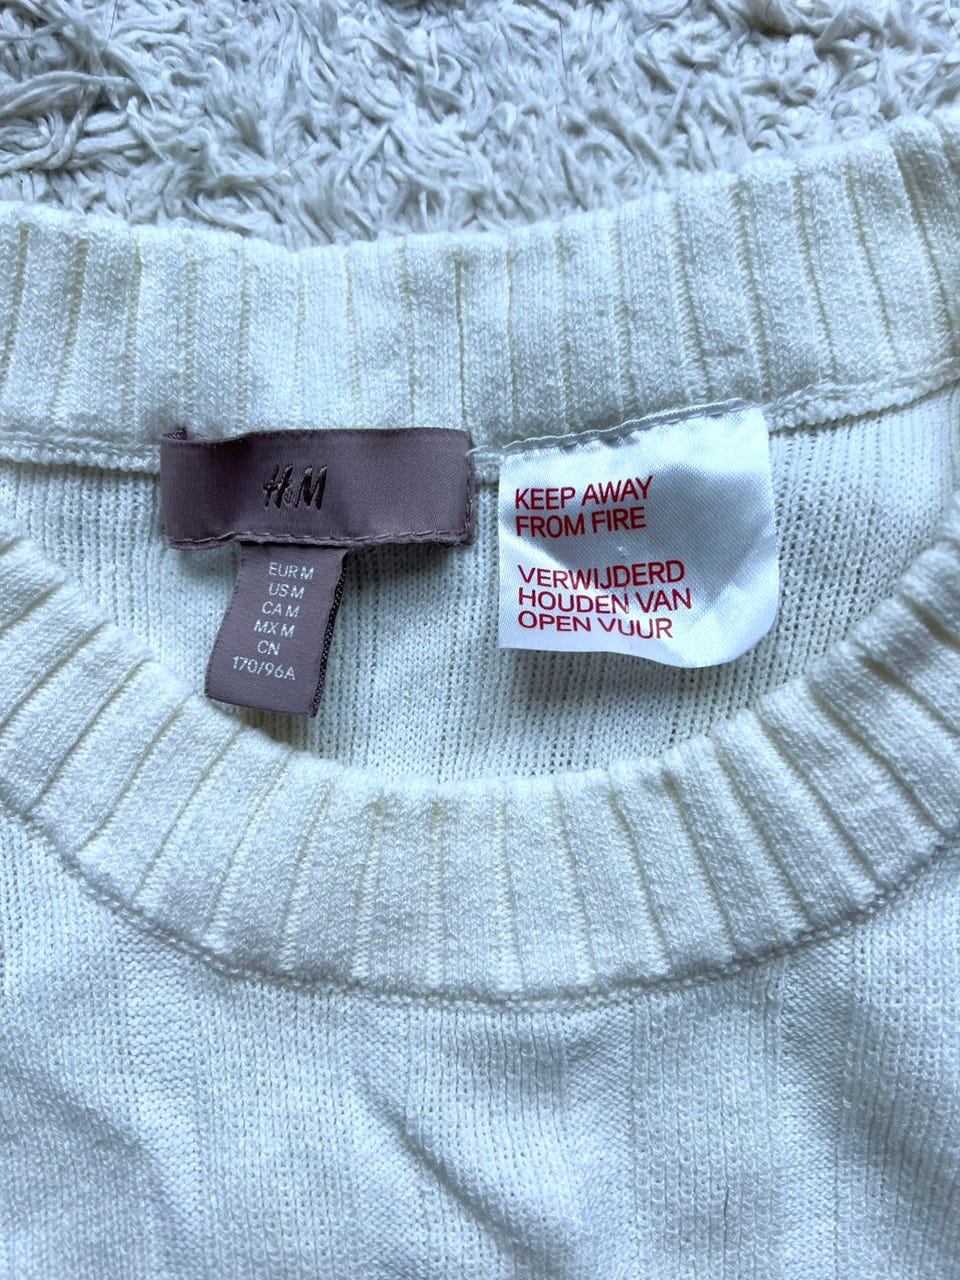 H&M
EUR M
US M
CA M
MX M
CN
170/96A
KEEP AWAY
FROM FIRE
VERWIJDERD
HOUDEN VAN
OPEN VUUR